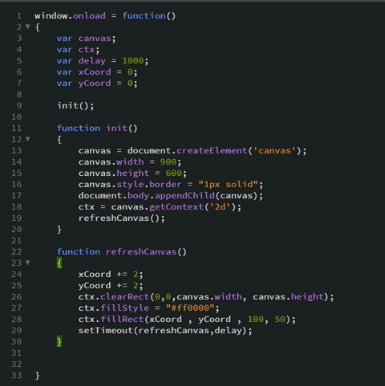 1 window.onload = function()
2 {
3 var canvas;
4 var ctx;
5 var delay = 1000;
6 var xCoord = 0;
7 var yCoord = 0;
8
9 init();
10
11 function init()
12 {
13 canvas = document.createElement('canvas');
14 canvas.width = 900;
15 canvas.height = 600;
16 canvas.style.border = "1px solid";
17 document.body.appendChild(canvas);
18 ctx = canvas.getContext('2d');
19 refreshCanvas();
20 }
21
22 function refreshCanvas()
23 {
24 xCoord += 2;
25 yCoord += 2;
26 ctx.clearRect(0,0,canvas.width, canvas.height);
27 ctx.fillStyle = "#ff0000";
28 ctx.fillRect(xCoord , yCoord , 100, 50);
29 setTimeout(refreshCanvas,delay);
30 }
31
32
33 }